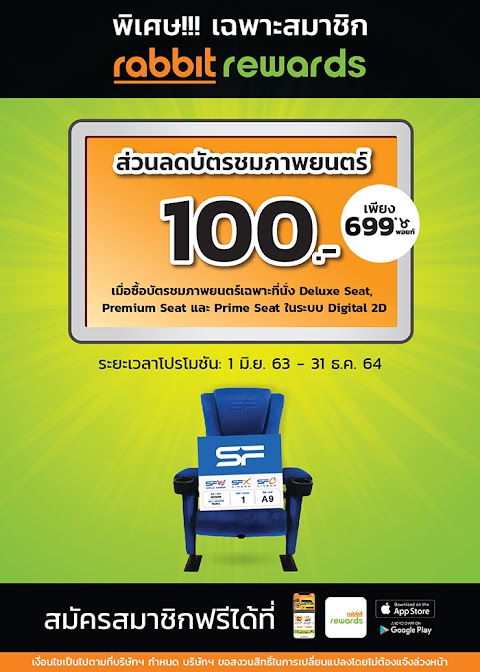 พิเศษ!!! เฉพาะสมาชิก
rabbit rewards
ส่วนลดบัตรชมภาพยนตร์
100.-
เพียง
699*
พอยท์
เมื่อซื้อบัตรชมภาพยนตร์เฉพาะที่นั่ง Deluxe Seat,
Premium Seat และ Prime Seat ในระบบ Digital 2D
ระยะเวลาโปรโมชัน: 1 มิ.ย. 63 - 31 ธ.ค. 64
SF
SF
SFW SFX SFC
1 A9
สมัครสมาชิกฟรีได้ที่
rabbit
rewards
Download on the
App Store
ANDROID APP ON
Google Play
เงื่อนไขเป็นไปตามที่บริษัทฯ กำหนด บริษัทฯ ขอสงวนสิทธิ์ในการเปลี่ยนแปลงโดยไม่ต้องแจ้งล่วงหน้า